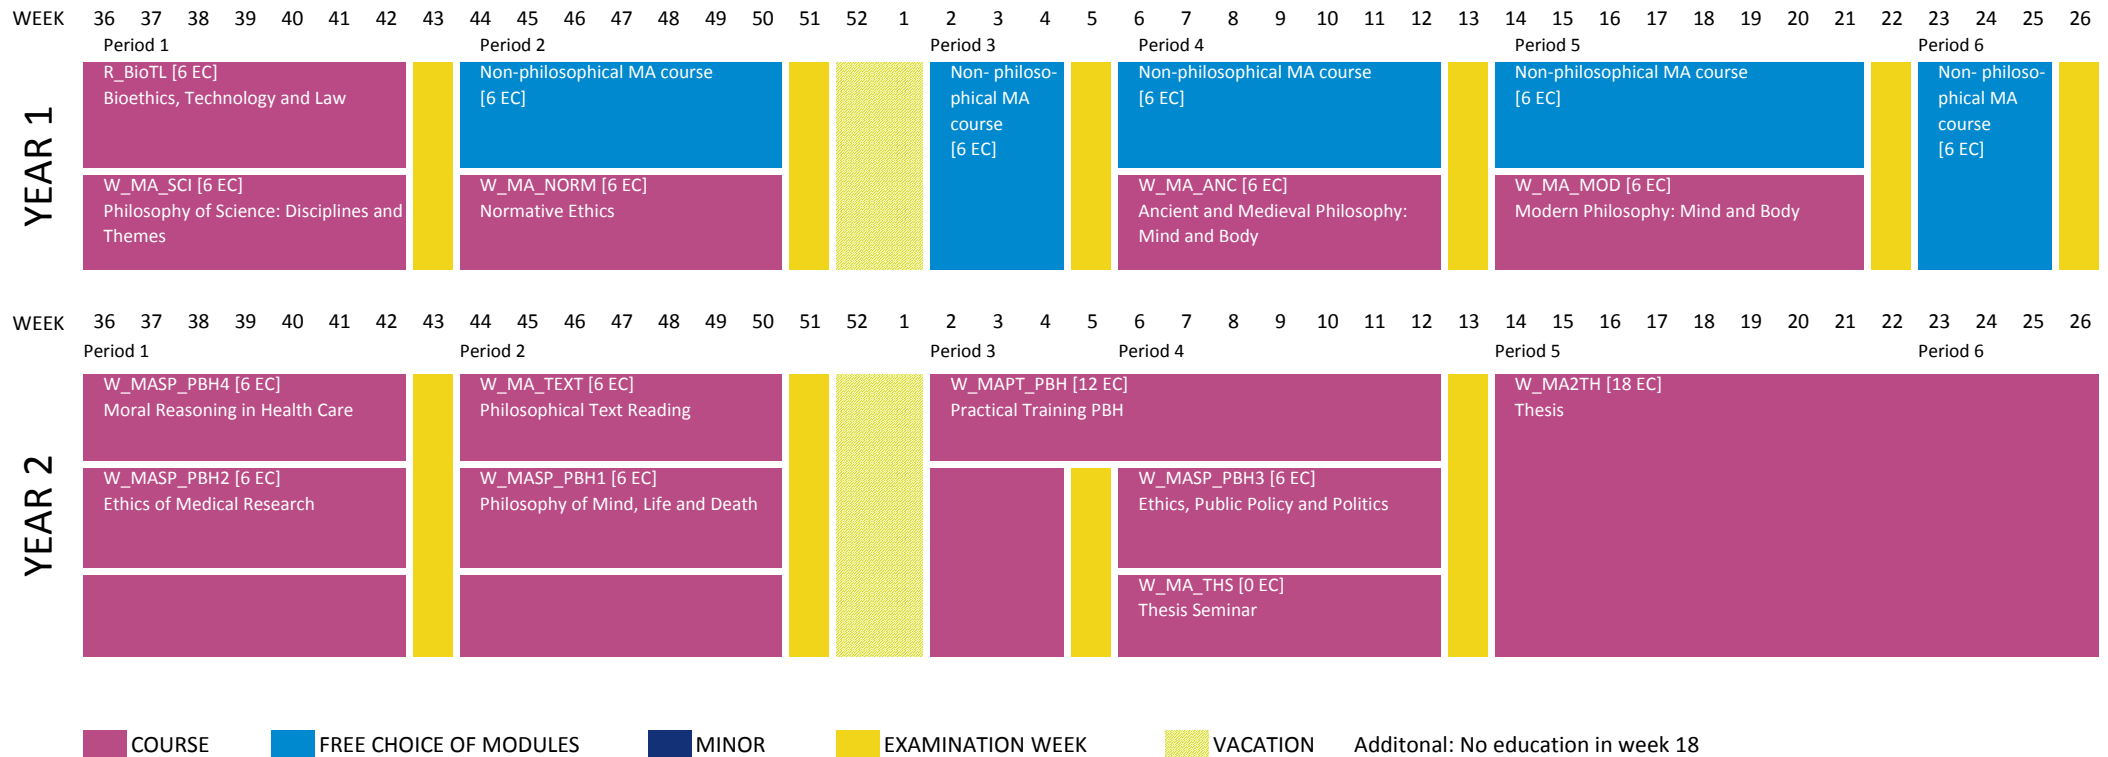 WEEK 36 37 38 39 40 41 42 43 44 45 46 47 48 49 50 51 52 1 2 3 4 5 6 7 8 9 10 11 12 13 14 15 16 17 18 19 20 21 22 23 24 25 26
Period 1 Period 2 Period 3 Period 4 Period 5 Period 6
YEAR 1
R_BioTL [6 EC]
Bioethics, Technology and Law
Non-philosophical MA course
[6 EC]
Non- philoso-
phical MA
course
[6 EC]
Non-philosophical MA course
[6 EC]
Non-philosophical MA course
[6 EC]
Non- philoso-
phical MA
course
[6 EC]
W_MA_SCI [6 EC]
Philosophy of Science: Disciplines and
Themes
W_MA_NORM [6 EC]
Normative Ethics
W_MA_ANC [6 EC]
Ancient and Medieval Philosophy:
Mind and Body
W_MA_MOD [6 EC]
Modern Philosophy: Mind and Body
WEEK 36 37 38 39 40 41 42 43 44 45 46 47 48 49 50 51 52 1 2 3 4 5 6 7 8 9 10 11 12 13 14 15 16 17 18 19 20 21 22 23 24 25 26
Period 1 Period 2 Period 3 Period 4 Period 5 Period 6
YEAR 2
W_MASP_PBH4 [6 EC]
Moral Reasoning in Health Care
W_MA_TEXT [6 EC]
Philosophical Text Reading
W_MAPT_PBH [12 EC]
Practical Training PBH
W_MA2TH [18 EC]
Thesis
W_MASP_PBH2 [6 EC]
Ethics of Medical Research
W_MASP_PBH1 [6 EC]
Philosophy of Mind, Life and Death
W_MASP_PBH3 [6 EC]
Ethics, Public Policy and Politics
W_MA_THS [0 EC]
Thesis Seminar
COURSE FREE CHOICE OF MODULES MINOR EXAMINATION WEEK VACATION Additonal: No education in week 18